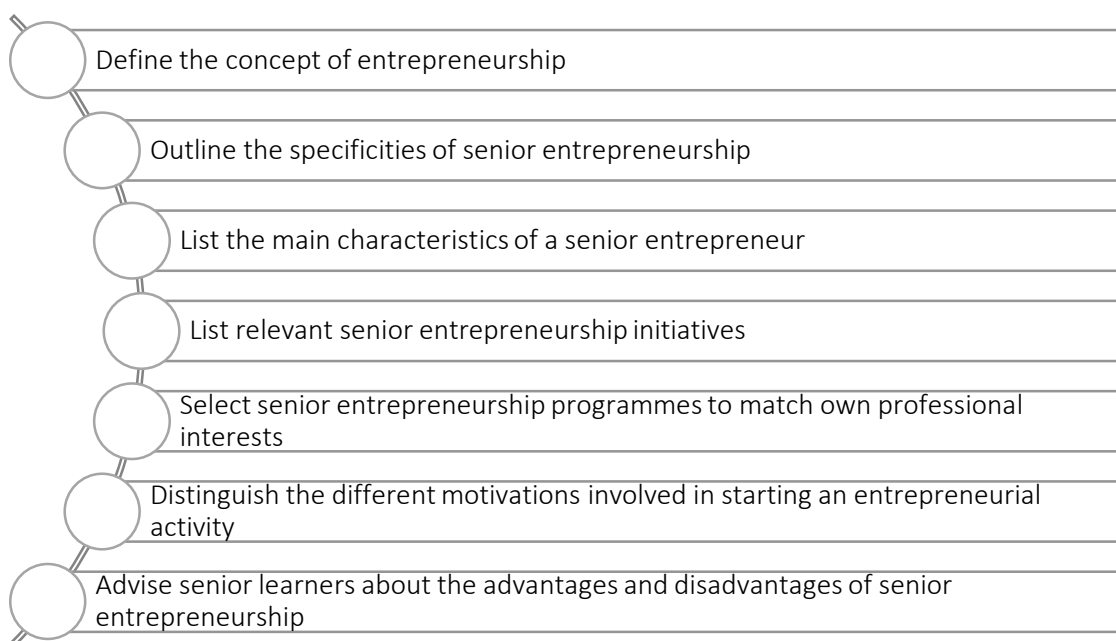 Define the concept of entrepreneurship
Outline the specificities of senior entrepreneurship
List the main characteristics of a senior entrepreneur
List relevant senior entrepreneurship initiatives
Select senior entrepreneurship programmes to match own professional
interests
Distinguish the different motivations involved in starting an entrepreneurial
activity
Advise senior learners about the advantages and disadvantages of senior
entrepreneurship